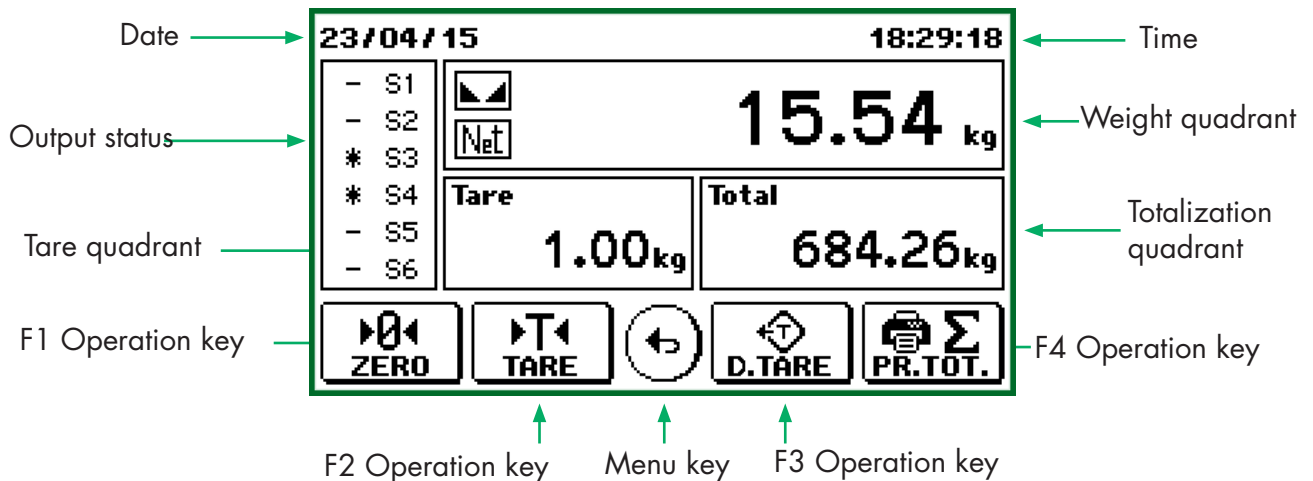 Date
23/04/15
18:29:18
Time
Output status
- S1
- S2
* S3
* S4
- S5
- S6
Net
15.54 kg
Weight quadrant
Tare quadrant
Tare
1.00kg
Total
684.26kg
Totalization
quadrant
F1 Operation key
▸0◂
ZERO
▸T◂
TARE
T
D.TARE
Σ
PR.TOT.
F4 Operation key
F2 Operation key
Menu key
F3 Operation key